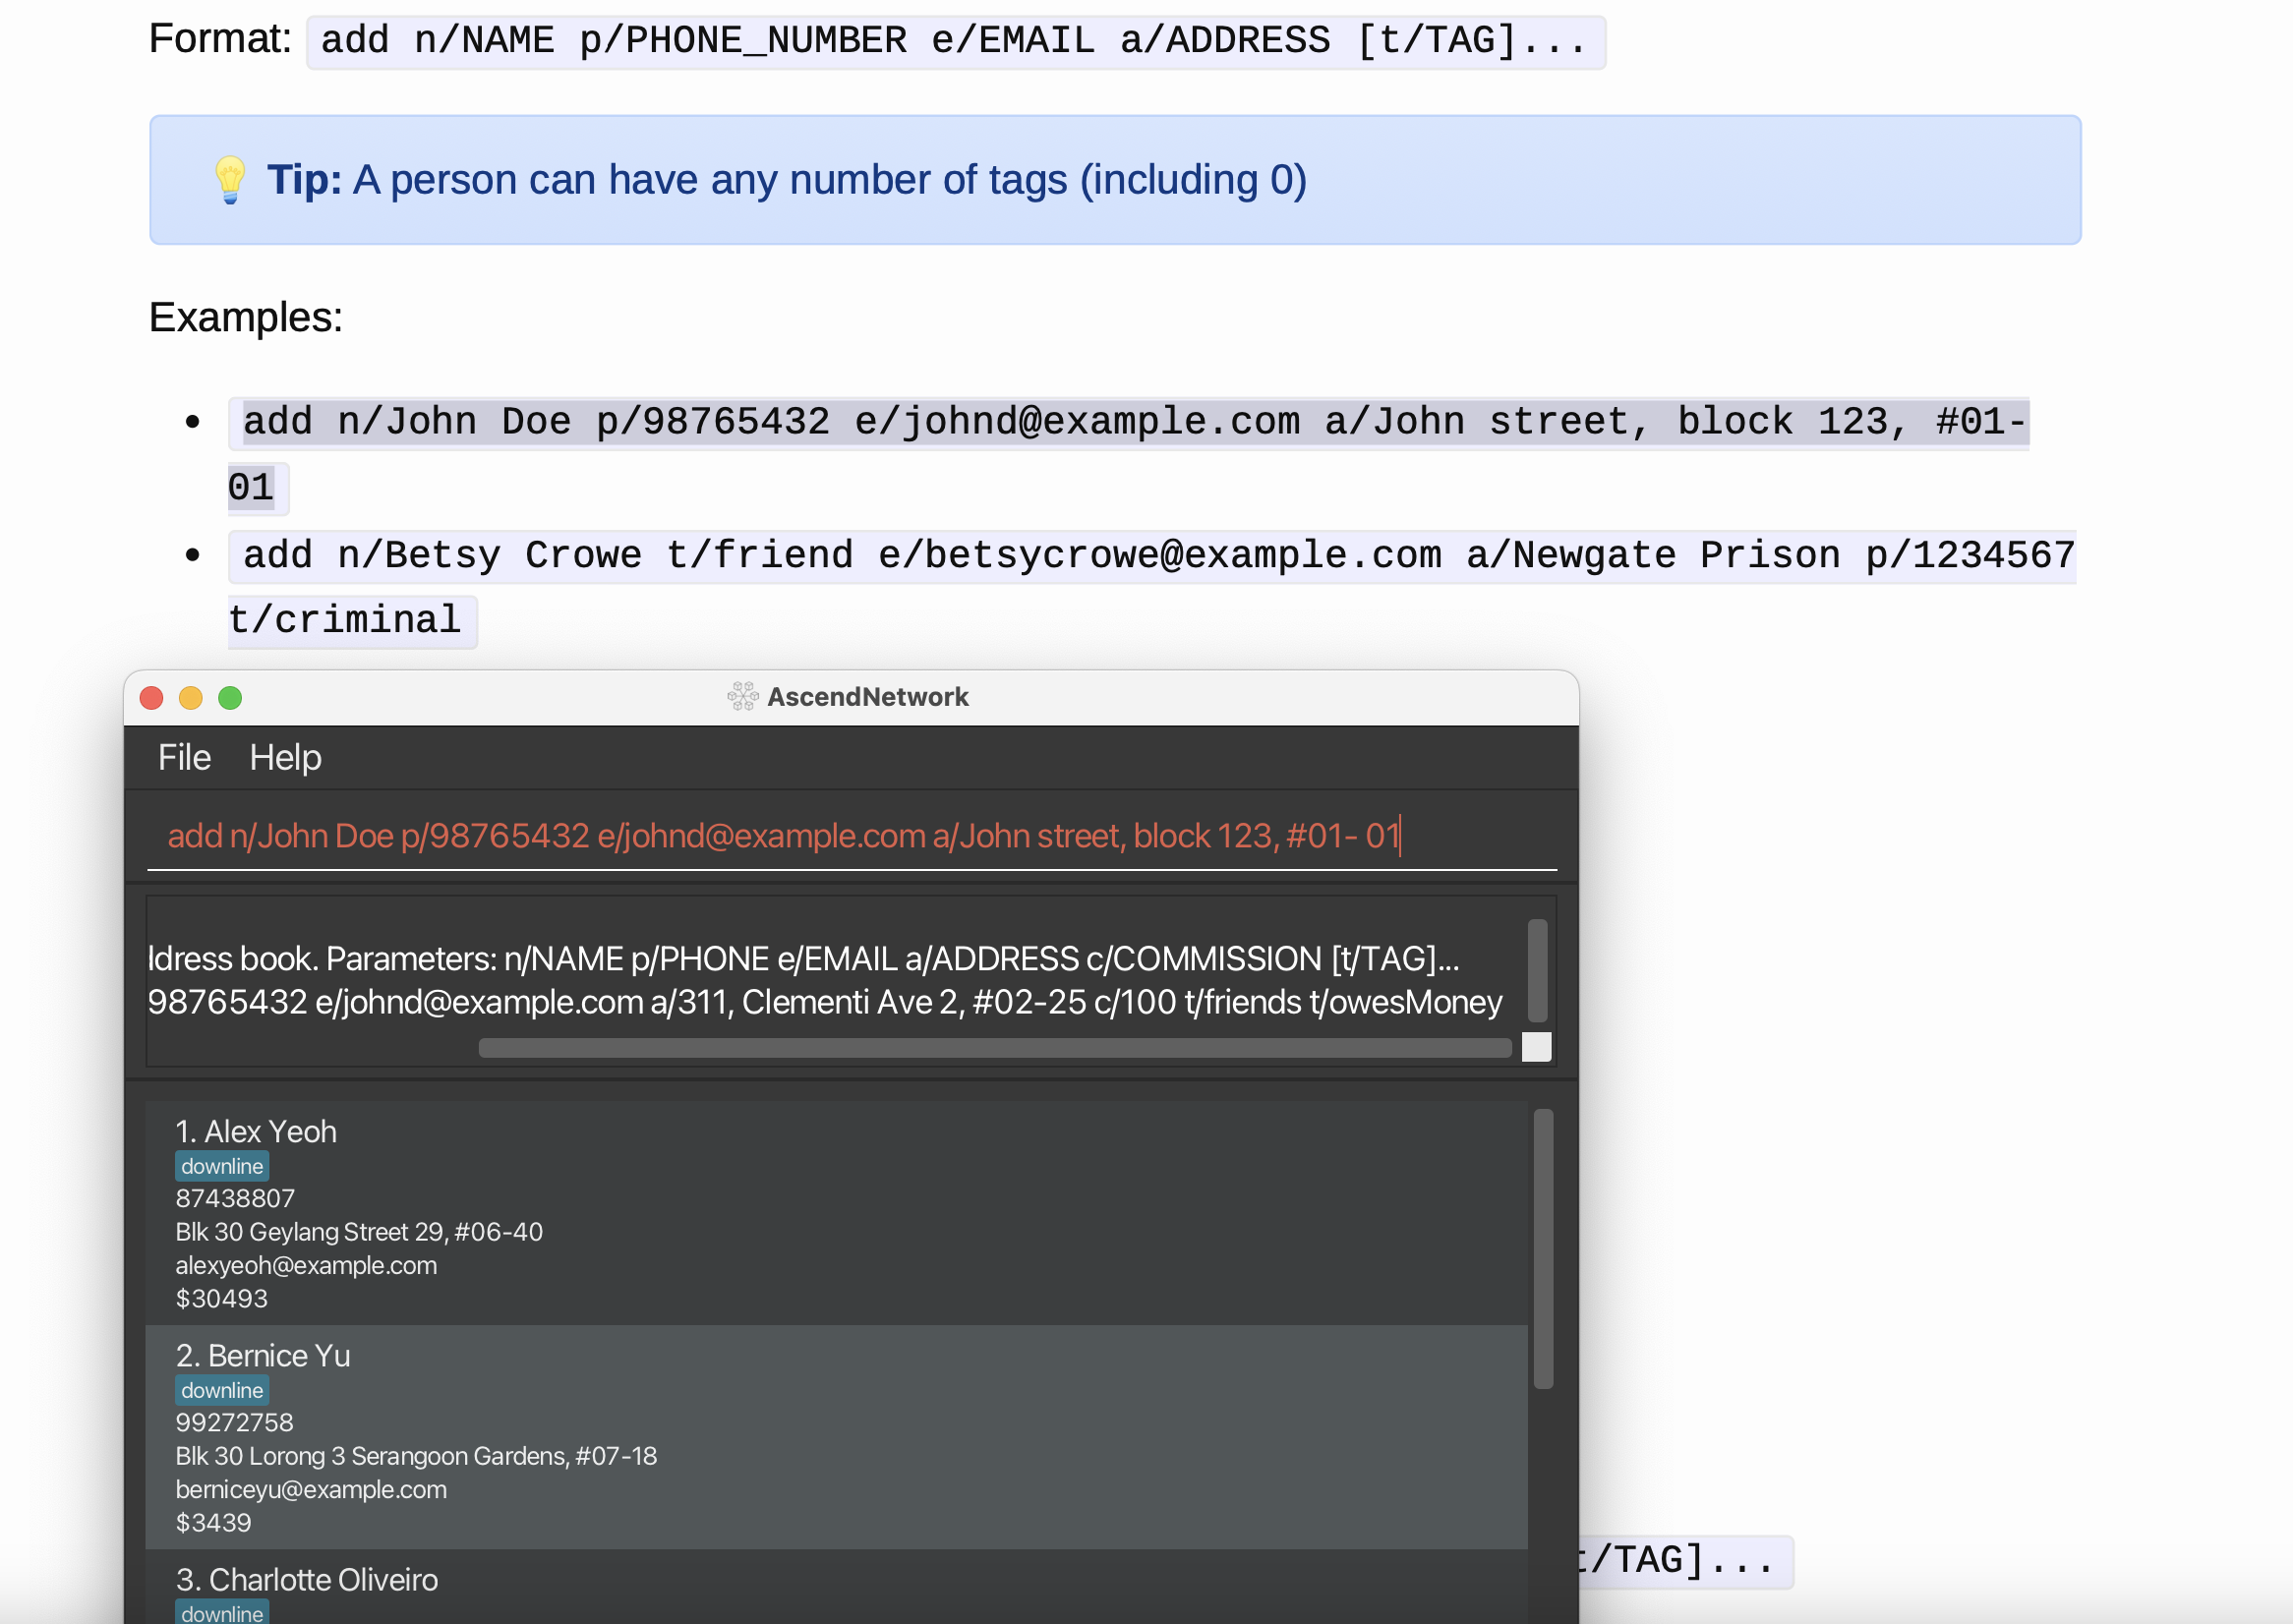 Format: add n/NAME p/PHONE_NUMBER e/EMAIL a/ADDRESS [t/TAG]...
Tip: A person can have any number of tags (including 0)
Examples:
add n/John Doe p/98765432 e/johnd@example.com a/John street, block 123, #01-
01
add n/Betsy Crowe t/friend e/betsycrowe@example.com a/Newgate Prison p/1234567
t/criminal
AscendNetwork
File Help
add n/John Doe p/98765432 e/johnd@example.com a/John street, block 123, #01- 01
ldress book. Parameters: n/NAME p/PHONE e/EMAIL a/ADDRESS c/COMMISSION [t/TAG]...
98765432 e/johnd@example.com a/311, Clementi Ave 2, #02-25 c/100 t/friends t/owesMoney
1. Alex Yeoh
downline
87438807
Blk 30 Geylang Street 29, #06-40
alexyeoh@example.com
$30493
2. Bernice Yu
downline
99272758
Blk 30 Lorong 3 Serangoon Gardens, #07-18
berniceyu@example.com
$3439
3. Charlotte Oliveiro
downline
t/TAG]...